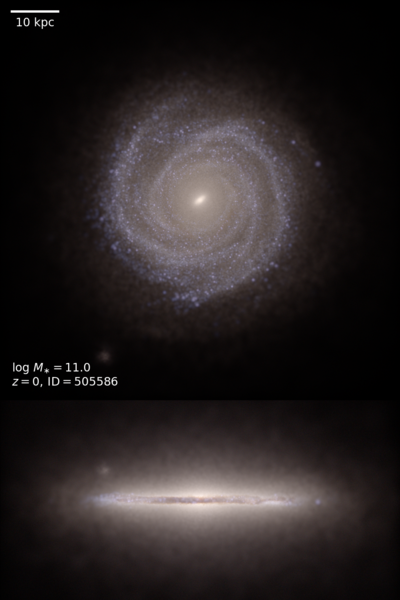 10 kpc
log M∗ = 11.0
z = 0, ID = 505586